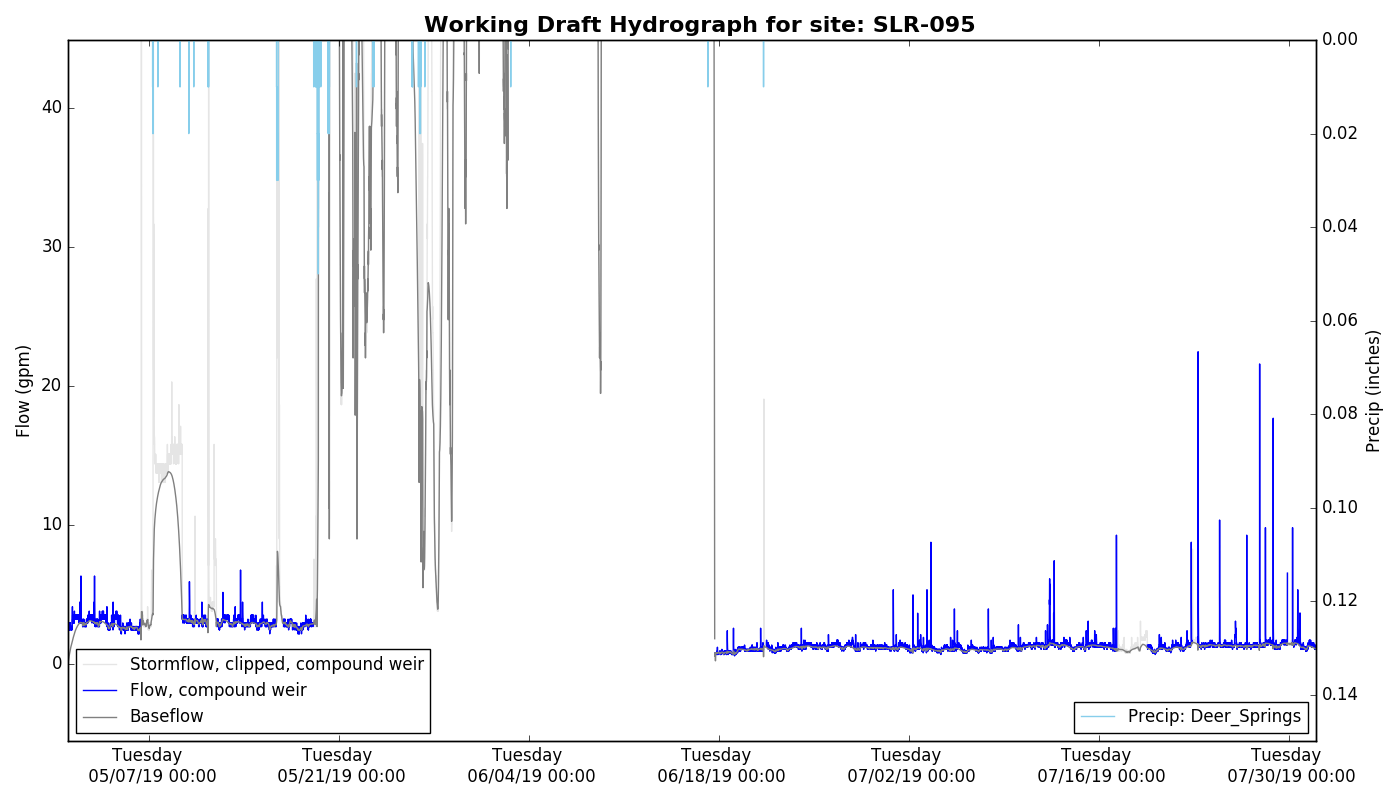 Working Draft Hydrograph for site: SLR-095
Flow (gpm)
40
30
20
10
0
0.00
0.02
0.04
0.06
0.08
0.10
0.12
0.14
Precip (inches)
Stormflow, clipped, compound weir
Flow, compound weir
Baseflow
Precip: Deer_Springs
Tuesday
05/07/19 00:00
Tuesday
05/21/19 00:00
Tuesday
06/04/19 00:00
Tuesday
06/18/19 00:00
Tuesday
07/02/19 00:00
Tuesday
07/16/19 00:00
Tuesday
07/30/19 00:00